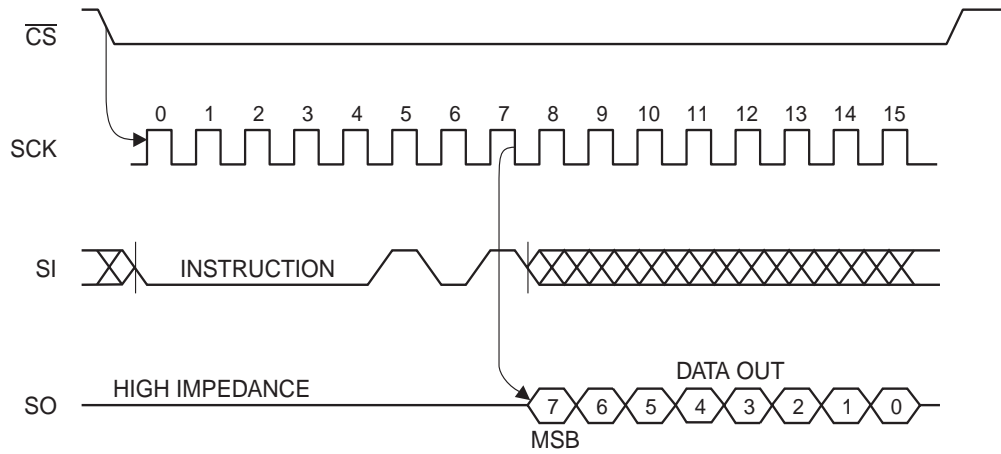 CS
0 1 2 3 4 5 6 7 8 9 10 11 12 13 14 15
SCK
SI INSTRUCTION
HIGH IMPEDANCE DATA OUT
SO 7 6 5 4 3 2 1 0
MSB